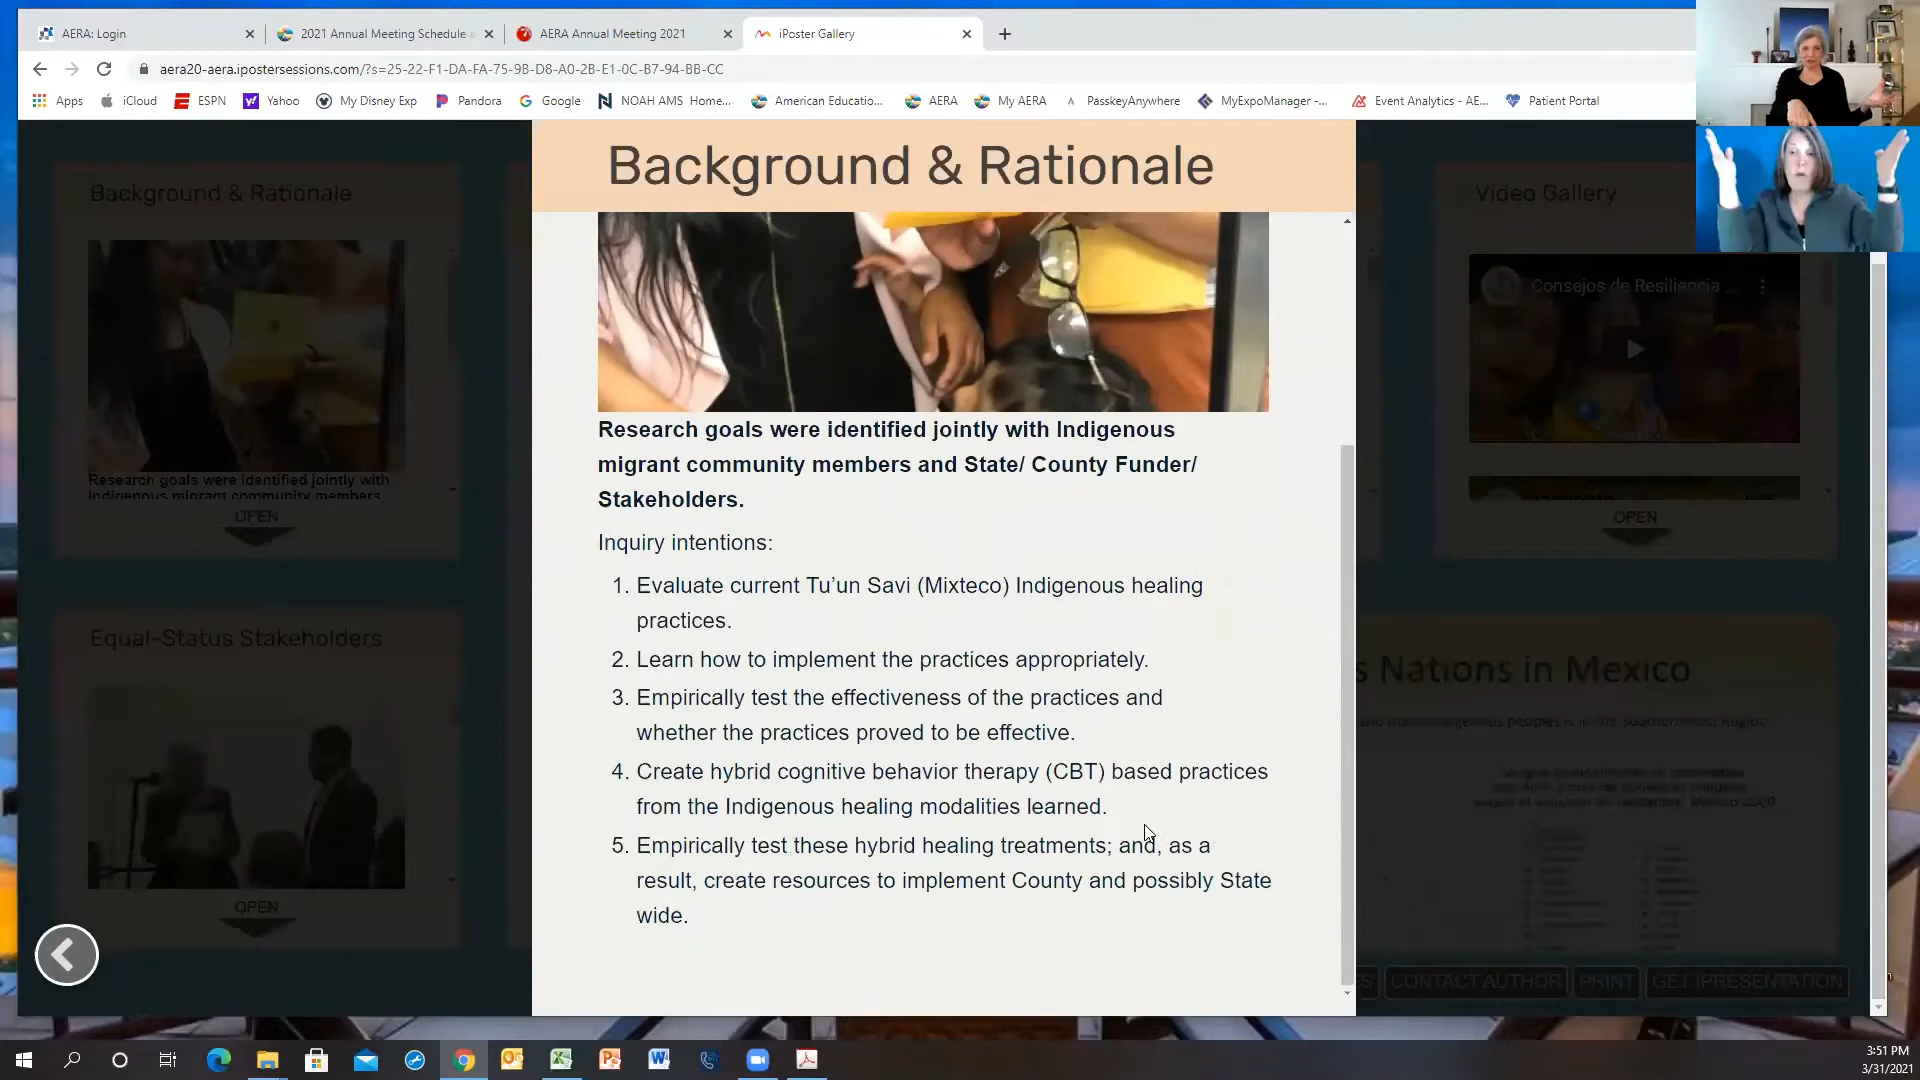 AERA: Login
2021 Annual Meeting Schedule
AERA Annual Meeting 2021
iPoster Gallery
aera20-aera.ipostersessions.com/?s=25-22-F1-DA-FA-75-9B-D8-A0-2B-E1-0C-B7-94-BB-CC
Apps iCloud ESPN Yahoo My Disney Exp Pandora Google NOAH AMS Home... American Educatio... AERA My AERA PasskeyAnywhere MyExpoManager -... Event Analytics - AE... Patient Portal
Background & Rationale
Research goals were identified jointly with Indigenous
migrant community members and State/ County Funder/
Stakeholders.
Inquiry intentions:
1. Evaluate current Tu’un Savi (Mixteco) Indigenous healing
practices.
2. Learn how to implement the practices appropriately.
3. Empirically test the effectiveness of the practices and
whether the practices proved to be effective.
4. Create hybrid cognitive behavior therapy (CBT) based practices
from the Indigenous healing modalities learned.
5. Empirically test these hybrid healing treatments; and, as a
result, create resources to implement County and possibly State
wide.
Background & Rationale
Research goals were identified jointly with
Indigenous migrant community members
OPEN
Equal-Status Stakeholders
OPEN
Video Gallery
Consejos de Resiliencia ...
OPEN
s Nations in Mexico
CONTACT AUTHOR PRINT GET IPRESENTATION
3:51 PM
3/31/2021